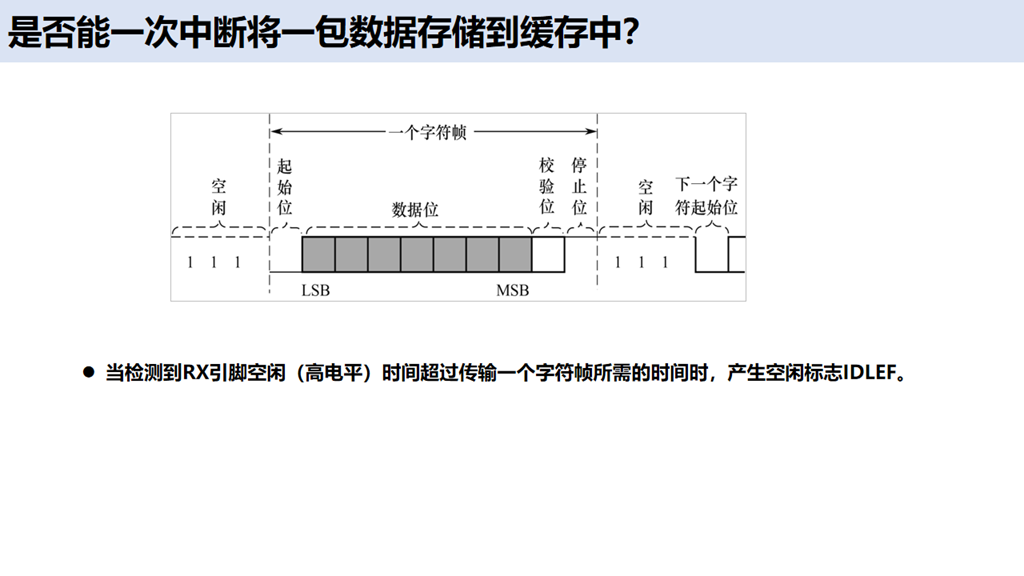 是否能一次中断将一包数据存储到缓存中？
一个字符帧
空闲
起始位
数据位
校验位
停止位
空闲
下一个字
符起始位
1 1 1
1 1 1
LSB
MSB
● 当检测到RX引脚空闲（高电平）时间超过传输一个字符帧所需的时间时，产生空闲标志IDLEF。